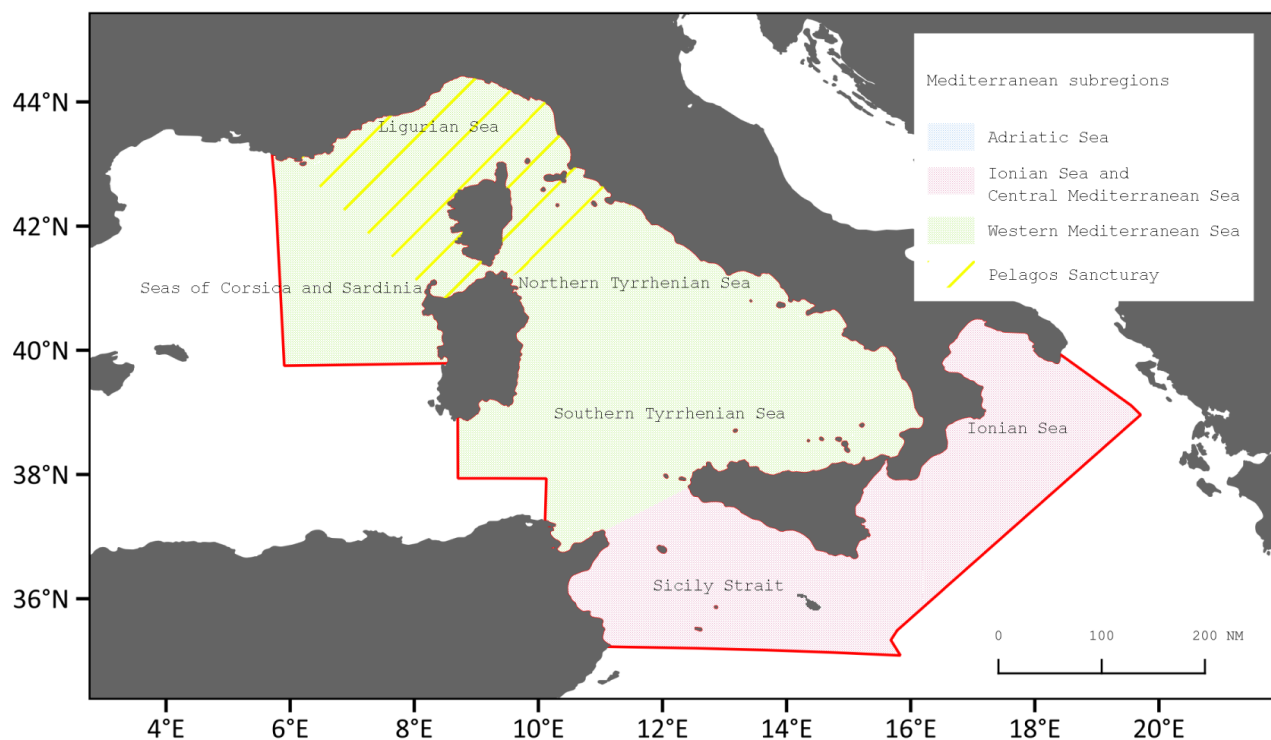 Mediterranean subregions
Adriatic Sea
Ionian Sea and
Central Mediterranean Sea
Western Mediterranean Sea
Pelagos Sancturay
44°N
42°N
40°N
38°N
36°N
Ligurian Sea
Seas of Corsica and Sardinia
Northern Tyrrhenian Sea
Southern Tyrrhenian Sea
Ionian Sea
Sicily Strait
0 100 200 NM
4°E 6°E 8°E 10°E 12°E 14°E 16°E 18°E 20°E